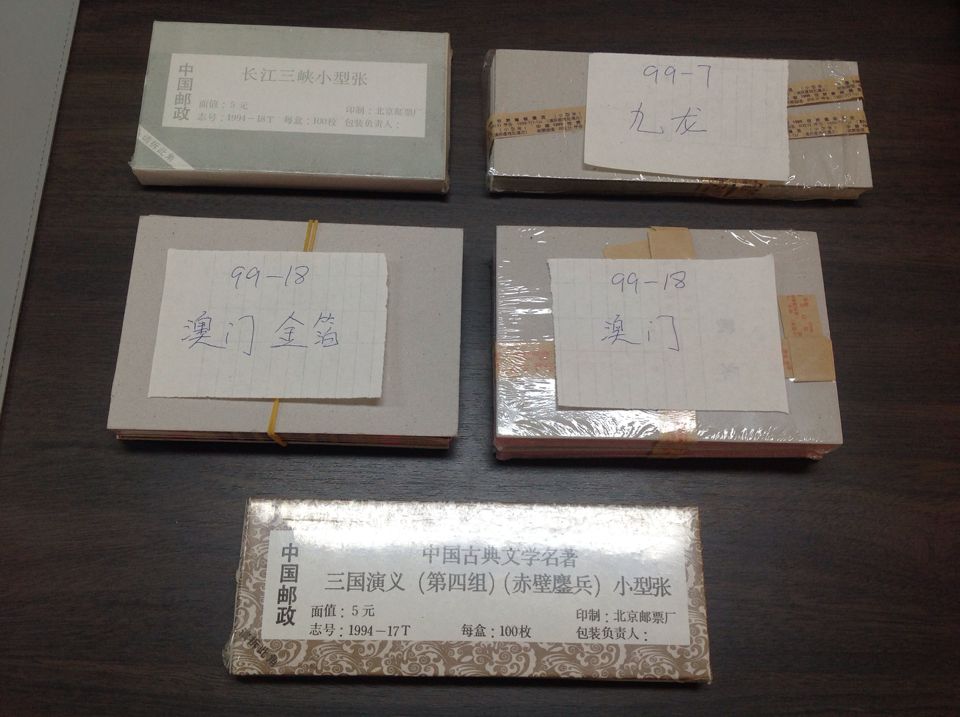 中国邮政
长江三峡小型张
面值：5元 印制：北京邮票厂
志号：1994-18T 每盒：100枚 包装负责人：
99-7
九龙
99-18
澳门 金箔
99-18
澳门
中国邮政
中国古典文学名著
三国演义（第四组）（赤壁鏖兵）小型张
面值：5元 印制：北京邮票厂
志号：1994-17T 每盒：100枚 包装负责人：